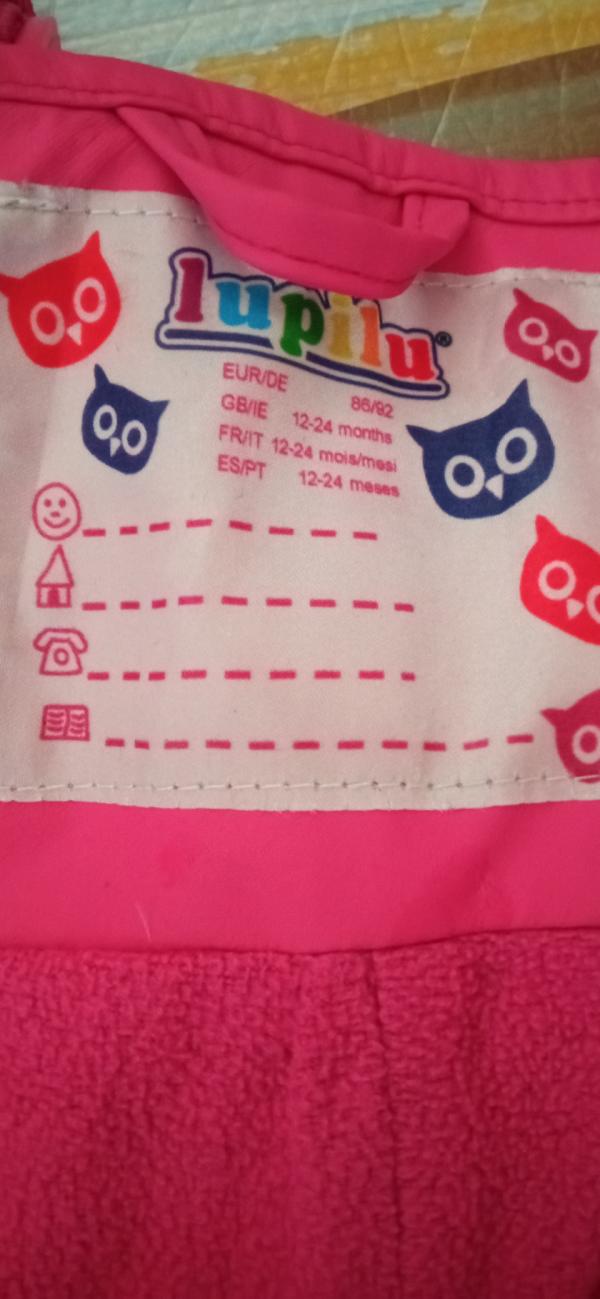 lupilu®
EUR/DE 86/92
GB/IE 12-24 months
FR/IT 12-24 mois/mesi
ES/PT 12-24 meses